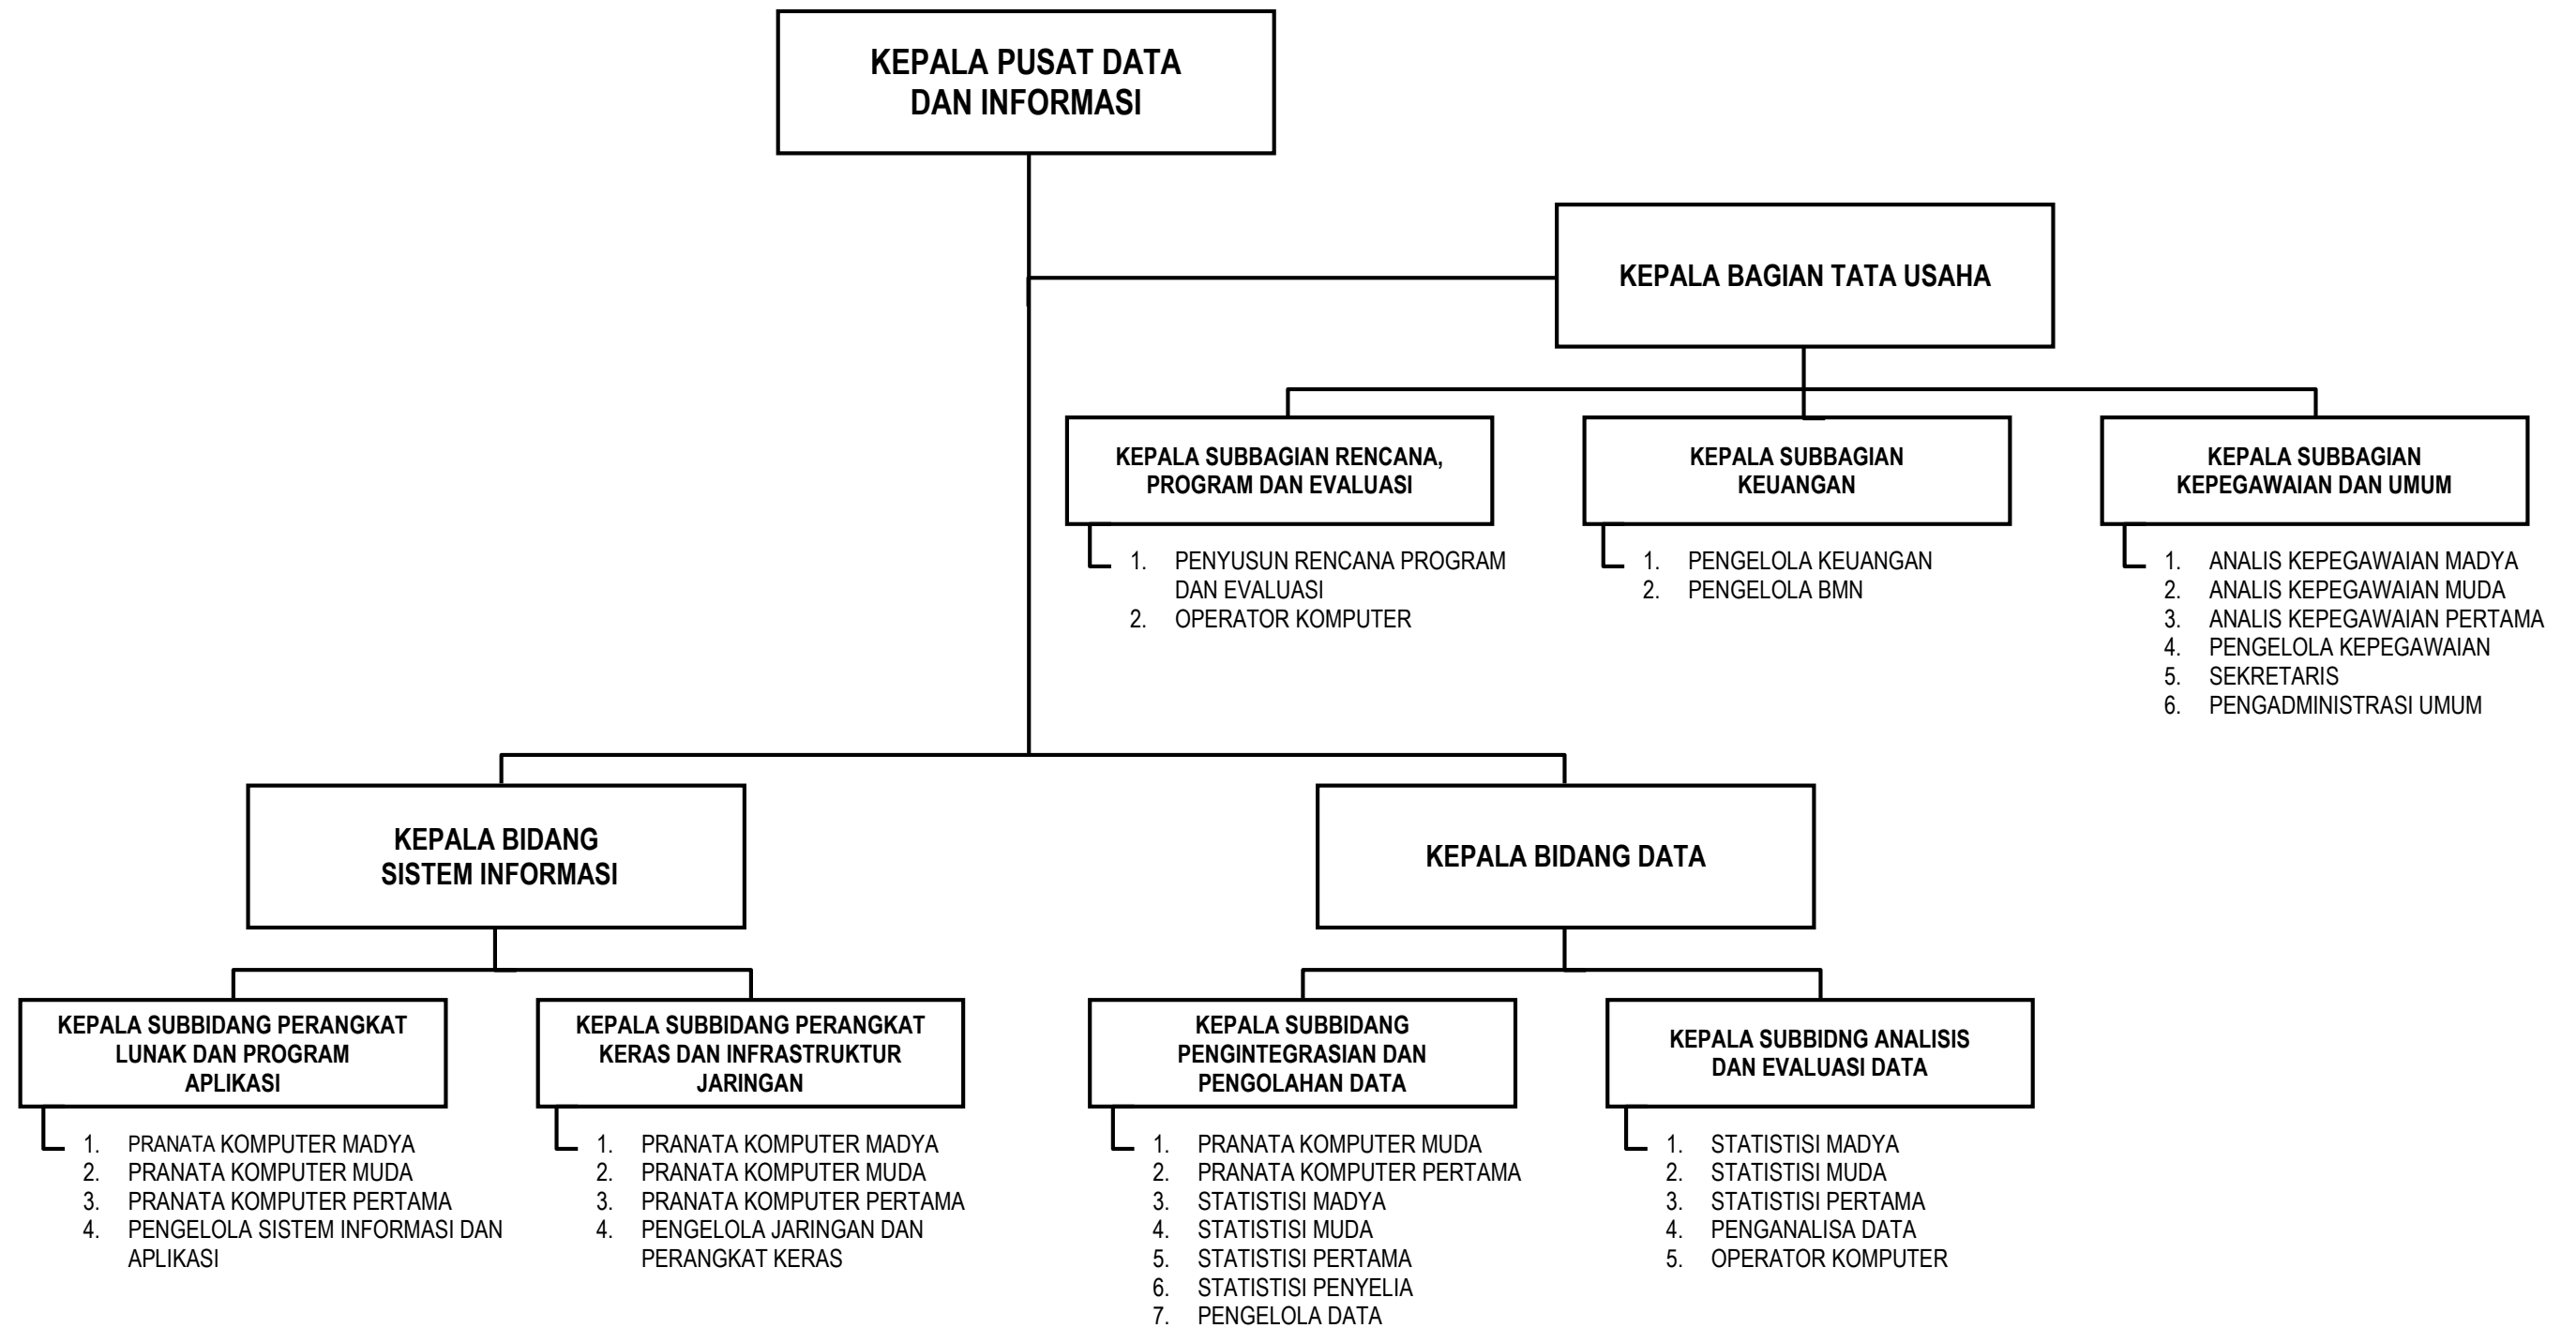 KEPALA PUSAT DATA
DAN INFORMASI
KEPALA BAGIAN TATA USAHA
KEPALA SUBBAGIAN RENCANA,
PROGRAM DAN EVALUASI
1. PENYUSUN RENCANA PROGRAM
DAN EVALUASI
2. OPERATOR KOMPUTER
KEPALA SUBBAGIAN
KEUANGAN
1. PENGELOLA KEUANGAN
2. PENGELOLA BMN
KEPALA SUBBAGIAN
KEPEGAWAIAN DAN UMUM
1. ANALIS KEPEGAWAIAN MADYA
2. ANALIS KEPEGAWAIAN MUDA
3. ANALIS KEPEGAWAIAN PERTAMA
4. PENGELOLA KEPEGAWAIAN
5. SEKRETARIS
6. PENGADMINISTRASI UMUM
KEPALA BIDANG
SISTEM INFORMASI
KEPALA BIDANG DATA
KEPALA SUBBIDANG PERANGKAT
LUNAK DAN PROGRAM
APLIKASI
1. PRANATA KOMPUTER MADYA
2. PRANATA KOMPUTER MUDA
3. PRANATA KOMPUTER PERTAMA
4. PENGELOLA SISTEM INFORMASI DAN
APLIKASI
KEPALA SUBBIDANG PERANGKAT
KERAS DAN INFRASTRUKTUR
JARINGAN
1. PRANATA KOMPUTER MADYA
2. PRANATA KOMPUTER MUDA
3. PRANATA KOMPUTER PERTAMA
4. PENGELOLA JARINGAN DAN
PERANGKAT KERAS
KEPALA SUBBIDANG
PENGINTEGRASIAN DAN
PENGOLAHAN DATA
1. PRANATA KOMPUTER MUDA
2. PRANATA KOMPUTER PERTAMA
3. STATISTISI MADYA
4. STATISTISI MUDA
5. STATISTISI PERTAMA
6. STATISTISI PENYELIA
7. PENGELOLA DATA
KEPALA SUBBIDNG ANALISIS
DAN EVALUASI DATA
1. STATISTISI MADYA
2. STATISTISI MUDA
3. STATISTISI PERTAMA
4. PENGANALISA DATA
5. OPERATOR KOMPUTER